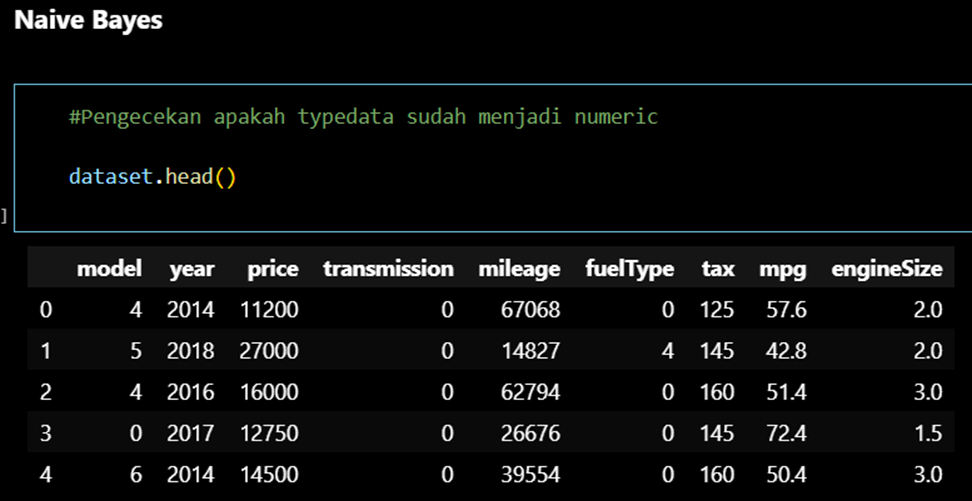 Naive Bayes
#Pengecekan apakah typedata sudah menjadi numeric
dataset.head()
]
model year price transmission mileage fuelType tax mpg engineSize
0 4 2014 11200 0 67068 0 125 57.6 2.0
1 5 2018 27000 0 14827 4 145 42.8 2.0
2 4 2016 16000 0 62794 0 160 51.4 3.0
3 0 2017 12750 0 26676 0 145 72.4 1.5
4 6 2014 14500 0 39554 0 160 50.4 3.0